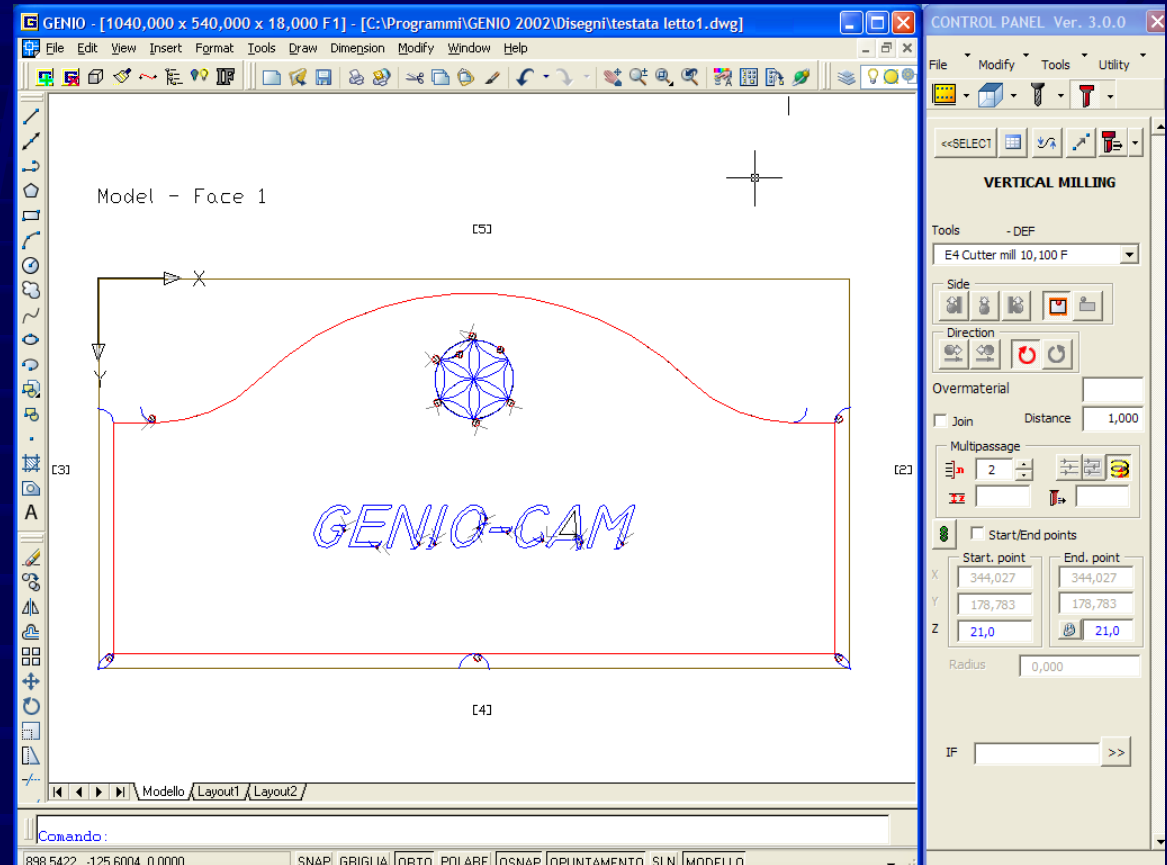 GENIO - [1040,000 x 540,000 x 18,000 F1] - [C:\Programmi\GENIO 2002\Disegni\testata letto1.dwg]
File Edit View Insert Format Tools Draw Dimension Modify Window Help
Model - Face 1
[5]
X
Y
[3]
[2]
GENIO-CAM
[4]
Modello Layout1 Layout2
Comando:
898.5422, -125.6004, 0.0000 SNAP GRIGLIA ORTO POLARE OSNAP OPUNTAMENTO SLN MODELLO
CONTROL PANEL Ver. 3.0.0
File Modify Tools Utility
<<SELECT
VERTICAL MILLING
Tools - DEF
E4 Cutter mill 10,100 F
Side
Direction
Overmaterial
Join Distance 1,000
Multipassage
2
Start/End points
Start. point End. point
X 344,027 344,027
Y 178,783 178,783
Z 21,0 21,0
Radius 0,000
IF >>